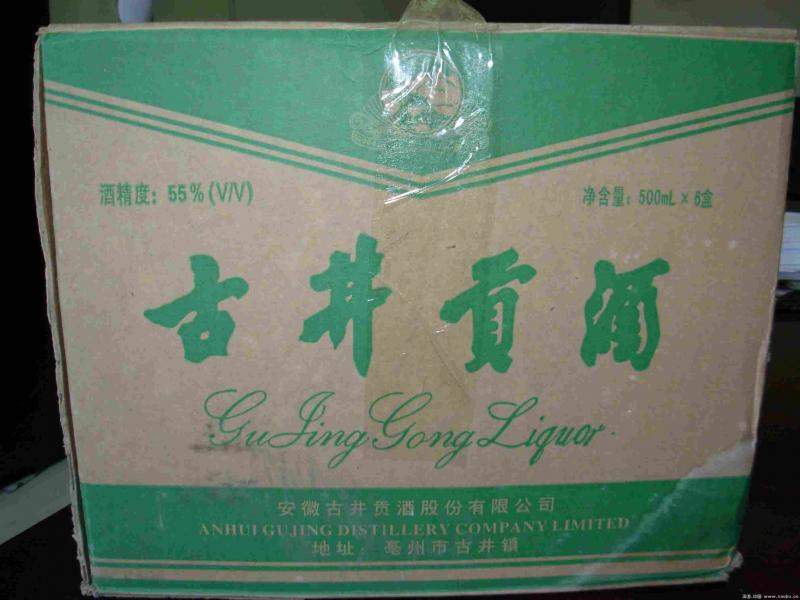 酒精度：55%(V/V)
净含量：500mL×6盒
古井贡酒
GuJing Gong Liquor
安徽古井贡酒股份有限公司
ANHUI GUJING DISTILLERY COMPANY LIMITED
地址：亳州市古井镇